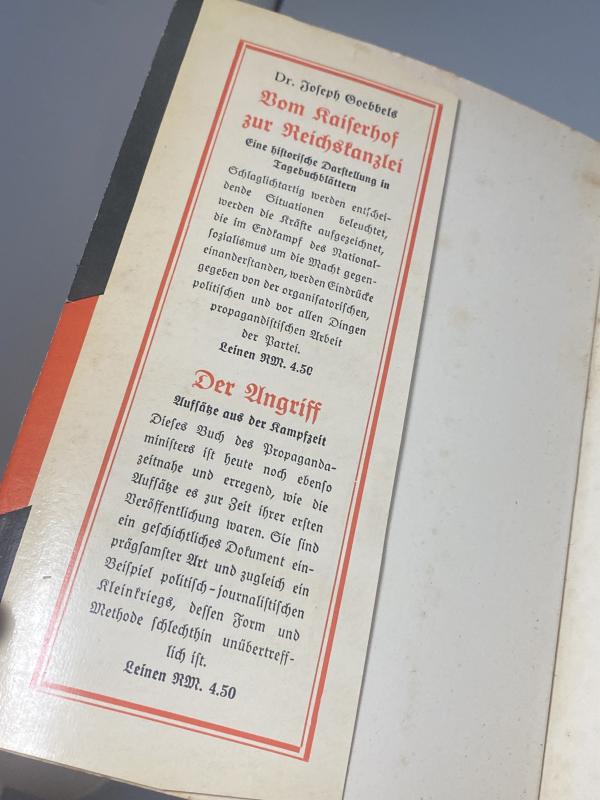 Dr. Joseph Goebbels
Vom Kaiserhof
zur Reichskanzlei
Eine historische Darstellung in
Tagebuchblättern
Schlaglichtartig werden entschei-
dende Situationen beleuchtet,
werden die Kräfte aufgezeichnet,
die im Endkampf des National-
sozialismus um die Macht gegen-
einanderstanden, werden Eindrücke
gegeben von der organisatorischen,
politischen und vor allen Dingen
propagandistischen Arbeit
der Partei.
Leinen RM. 4.50
Der Angriff
Aufsätze aus der Kampfzeit
Dieses Buch des Propaganda-
ministers ist heute noch ebenso
zeitnahe und erregend, wie die
Aufsätze es zur Zeit ihrer ersten
Veröffentlichung waren. Sie sind
ein geschichtliches Dokument ein-
prägsamster Art und zugleich ein
Beispiel politisch-journalistischen
Kleinkriegs, dessen Form und
Methode schlechthin unübertreff-
lich ist.
Leinen RM. 4.50